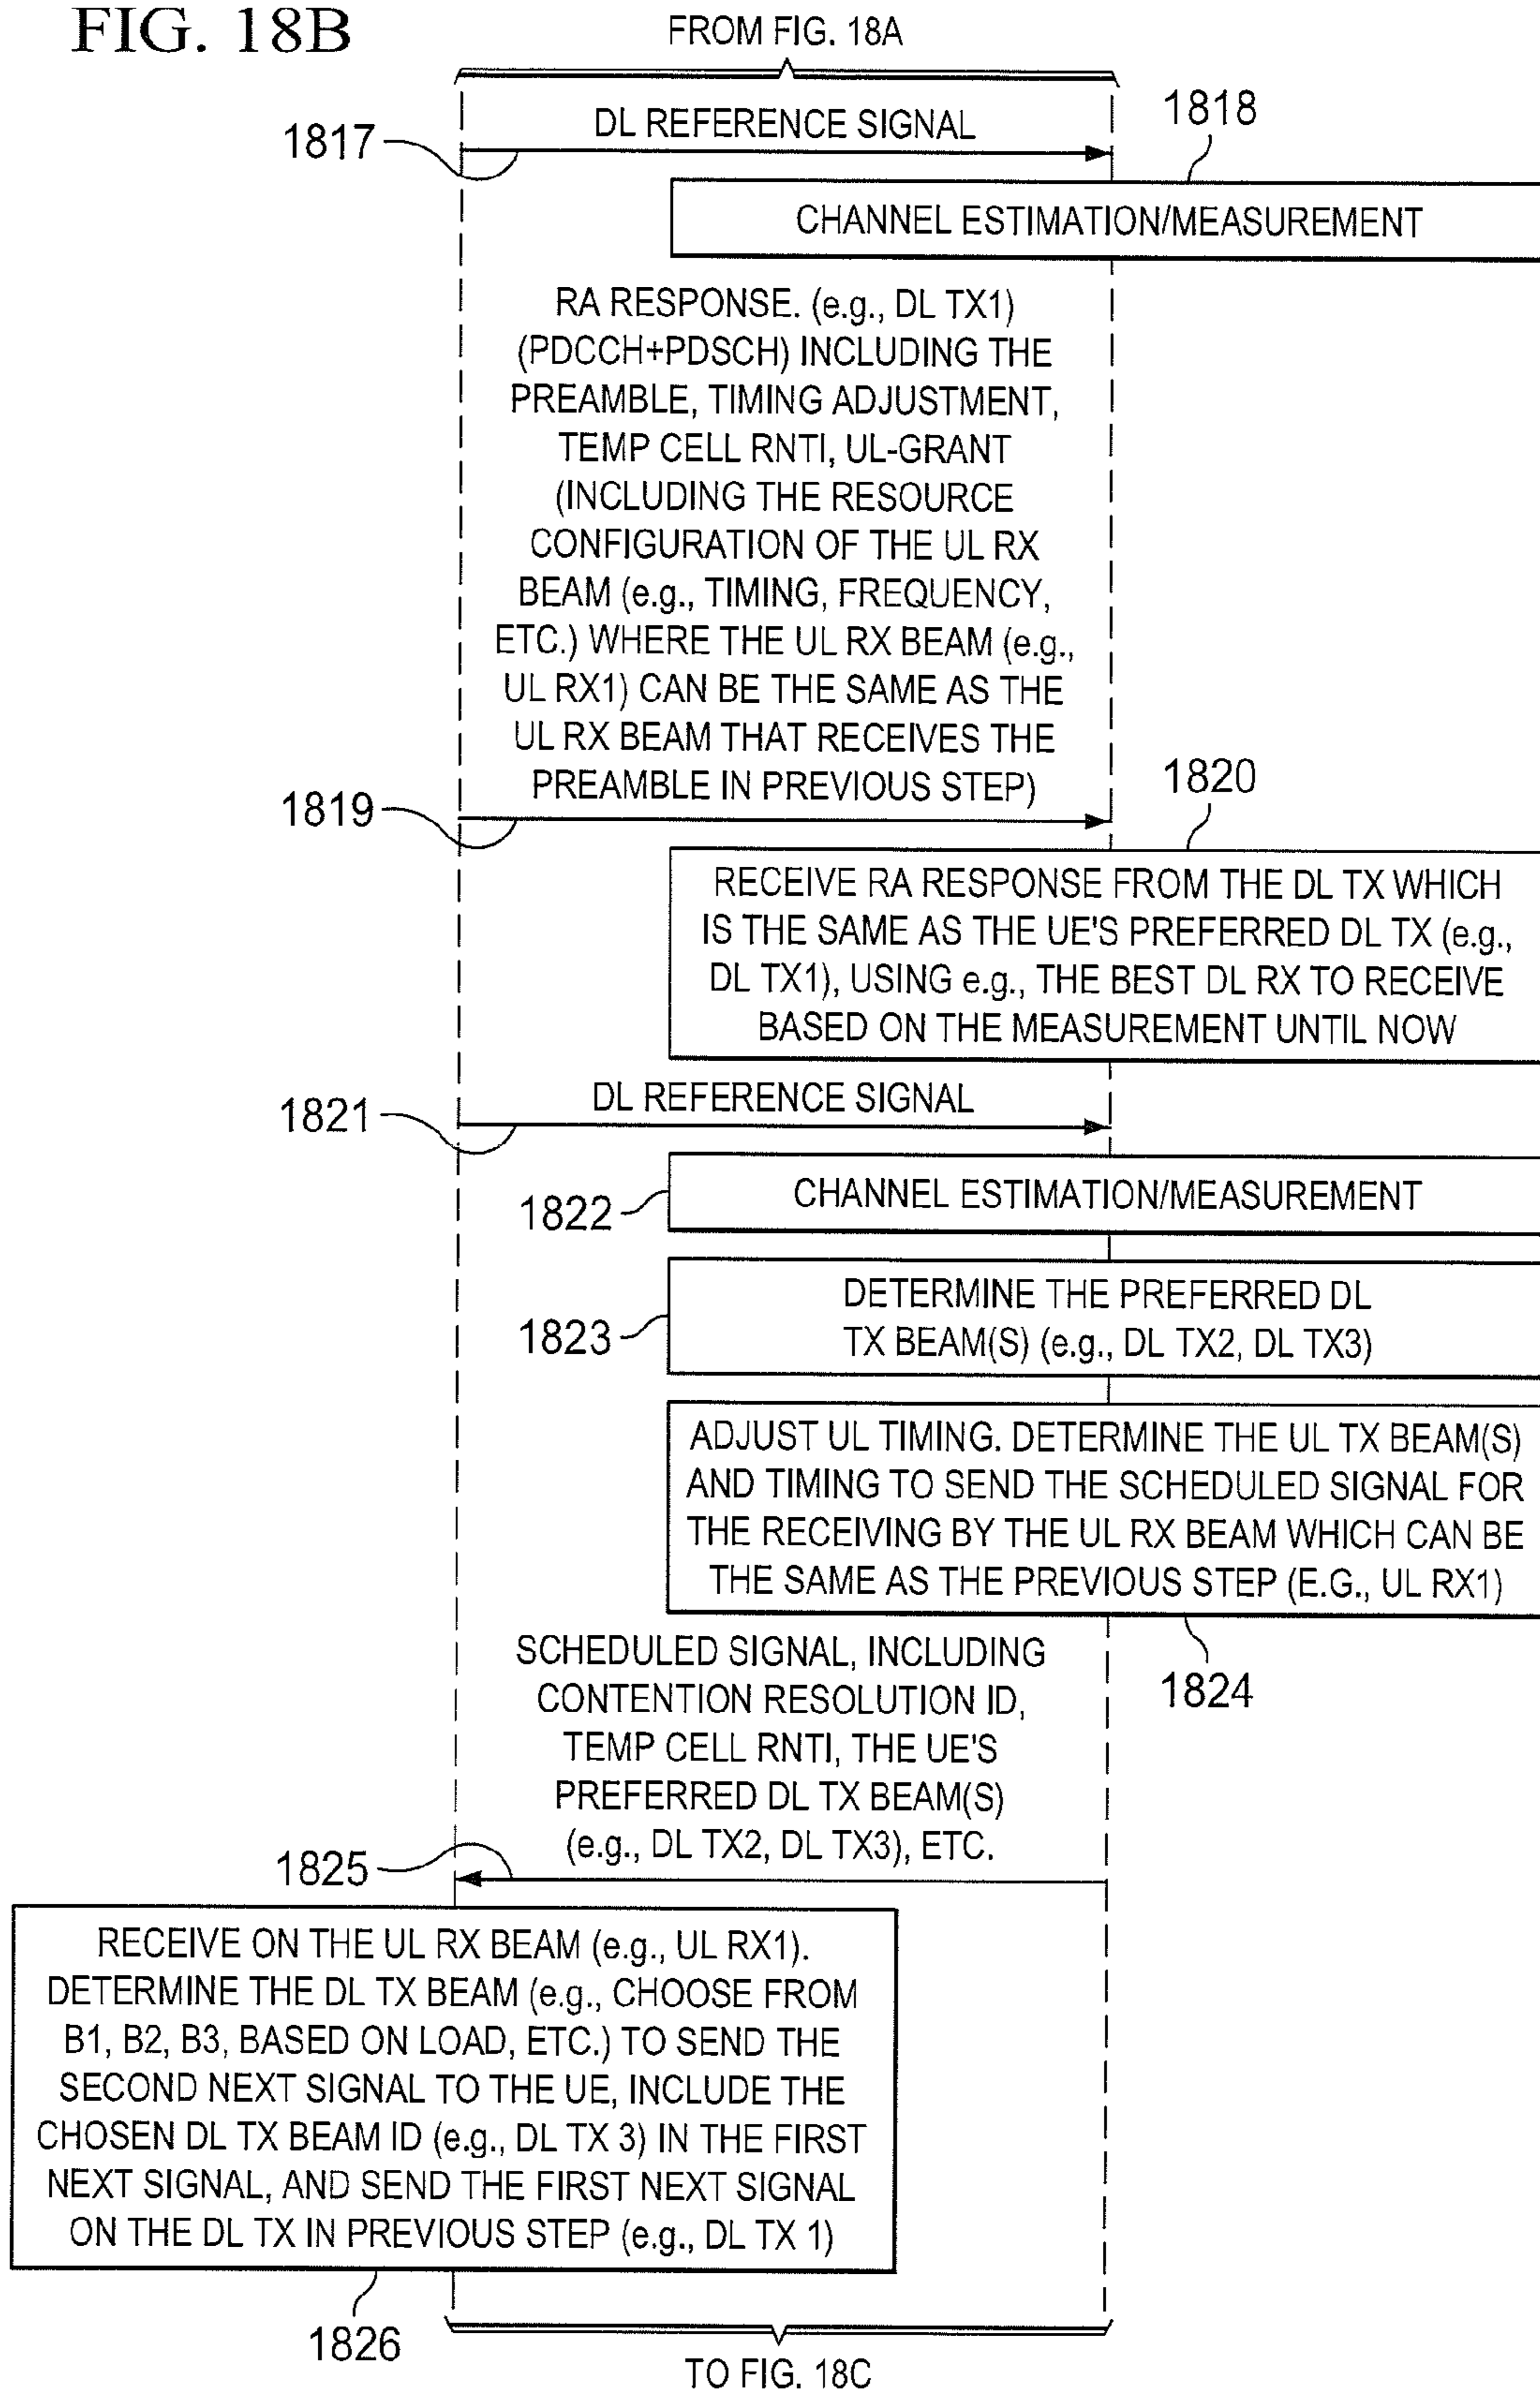 FIG. 18B
FROM FIG. 18A
DL REFERENCE SIGNAL
1817
1818
CHANNEL ESTIMATION/MEASUREMENT
RA RESPONSE. (e.g., DL TX1)
(PDCCH+PDSCH) INCLUDING THE
PREAMBLE, TIMING ADJUSTMENT,
TEMP CELL RNTI, UL-GRANT
(INCLUDING THE RESOURCE
CONFIGURATION OF THE UL RX
BEAM (e.g., TIMING, FREQUENCY,
ETC.) WHERE THE UL RX BEAM (e.g.,
UL RX1) CAN BE THE SAME AS THE
UL RX BEAM THAT RECEIVES THE
PREAMBLE IN PREVIOUS STEP)
1819
1820
RECEIVE RA RESPONSE FROM THE DL TX WHICH
IS THE SAME AS THE UE'S PREFERRED DL TX (e.g.,
DL TX1), USING e.g., THE BEST DL RX TO RECEIVE
BASED ON THE MEASUREMENT UNTIL NOW
DL REFERENCE SIGNAL
1821
CHANNEL ESTIMATION/MEASUREMENT
1822
DETERMINE THE PREFERRED DL
TX BEAM(S) (e.g., DL TX2, DL TX3)
1823
ADJUST UL TIMING. DETERMINE THE UL TX BEAM(S)
AND TIMING TO SEND THE SCHEDULED SIGNAL FOR
THE RECEIVING BY THE UL RX BEAM WHICH CAN BE
THE SAME AS THE PREVIOUS STEP (E.G., UL RX1)
1824
SCHEDULED SIGNAL, INCLUDING
CONTENTION RESOLUTION ID,
TEMP CELL RNTI, THE UE'S
PREFERRED DL TX BEAM(S)
(e.g., DL TX2, DL TX3), ETC.
1825
RECEIVE ON THE UL RX BEAM (e.g., UL RX1).
DETERMINE THE DL TX BEAM (e.g., CHOOSE FROM
B1, B2, B3, BASED ON LOAD, ETC.) TO SEND THE
SECOND NEXT SIGNAL TO THE UE, INCLUDE THE
CHOSEN DL TX BEAM ID (e.g., DL TX 3) IN THE FIRST
NEXT SIGNAL, AND SEND THE FIRST NEXT SIGNAL
ON THE DL TX IN PREVIOUS STEP (e.g., DL TX 1)
1826
TO FIG. 18C